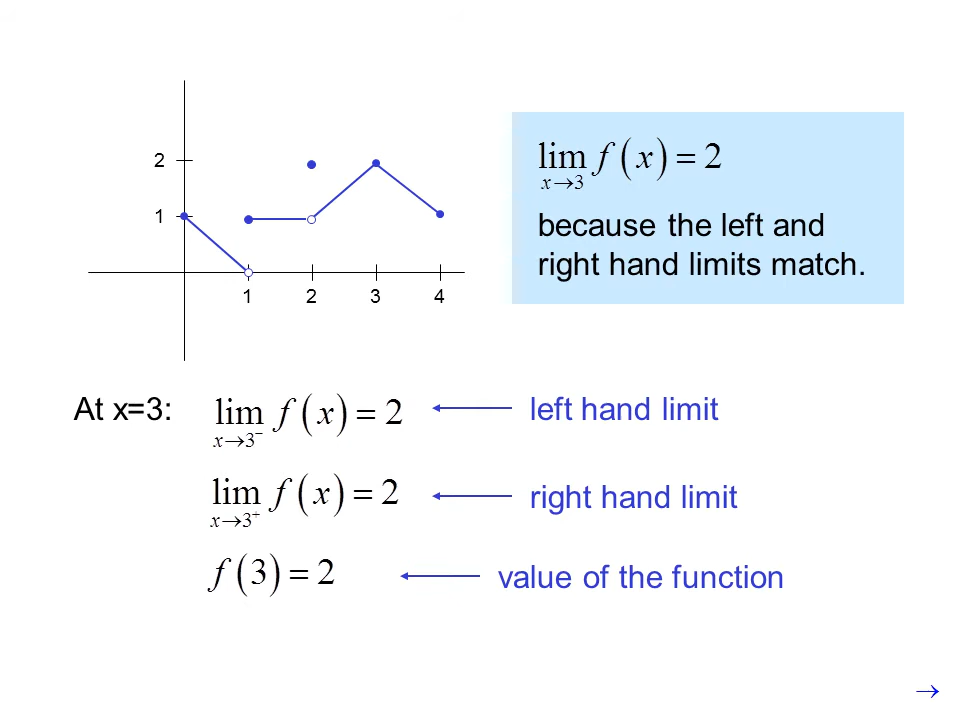 2
1
1 2 3 4
lim f(x) = 2
x→3
because the left and
right hand limits match.
At x=3: lim f(x) = 2 left hand limit
x→3⁻
lim f(x) = 2 right hand limit
x→3⁺
f(3) = 2 value of the function
→